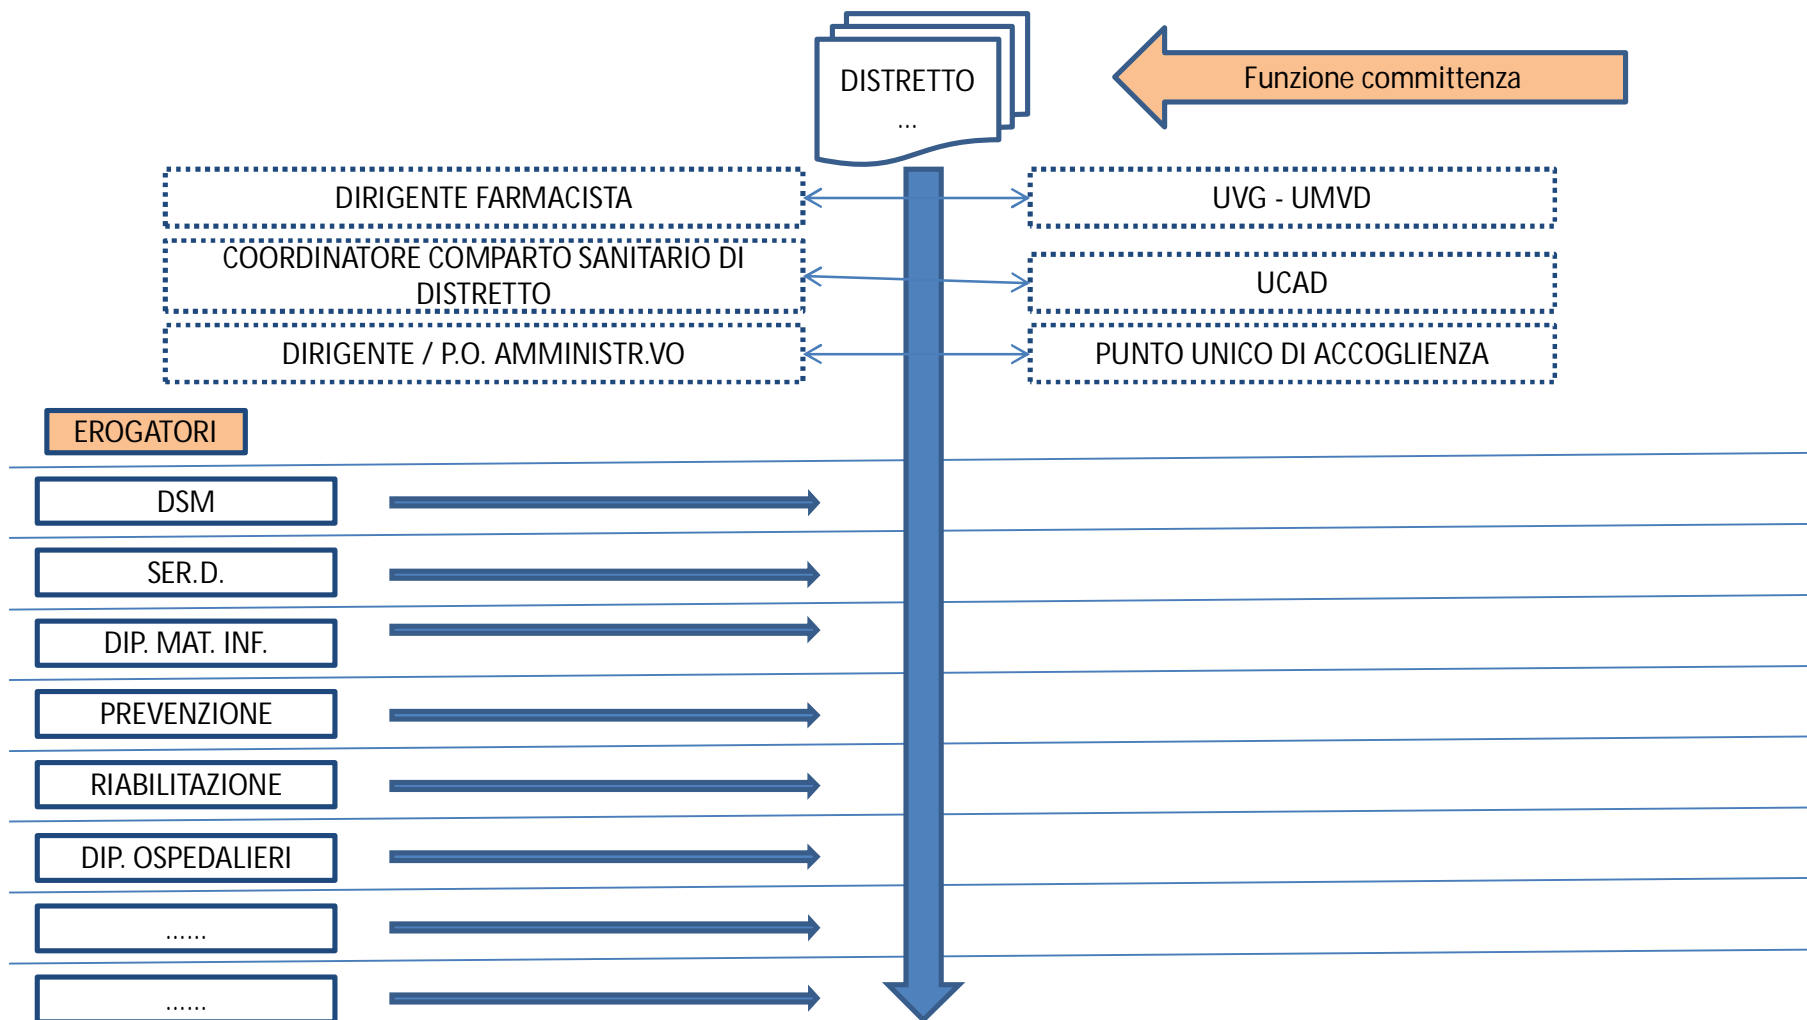 DISTRETTO
...
Funzione committenza
DIRIGENTE FARMACISTA
UVG - UMVD
COORDINATORE COMPARTO SANITARIO DI
DISTRETTO
UCAD
DIRIGENTE / P.O. AMMINISTR.VO
PUNTO UNICO DI ACCOGLIENZA
EROGATORI
DSM
SER.D.
DIP. MAT. INF.
PREVENZIONE
RIABILITAZIONE
DIP. OSPEDALIERI
......
......